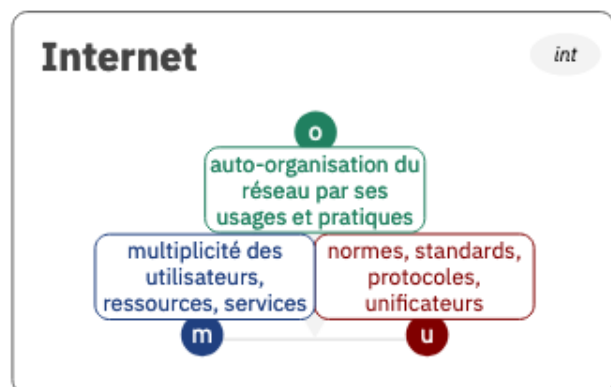 Internet
int
o
auto-organisation du
réseau par ses
usages et pratiques
multiplicité des
utilisateurs,
ressources, services
normes, standards,
protocoles,
unificateurs
m
u